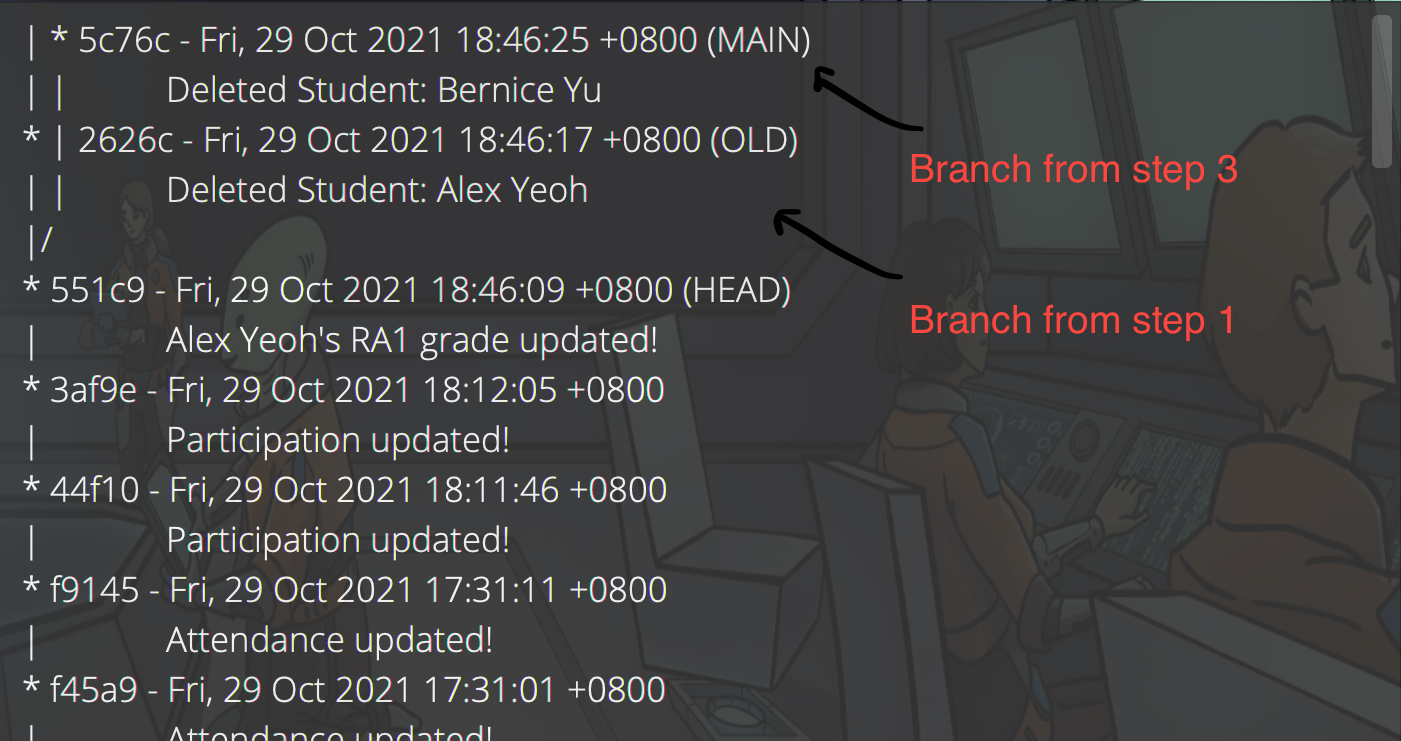 | * 5c76c - Fri, 29 Oct 2021 18:46:25 +0800 (MAIN)
| | Deleted Student: Bernice Yu
* | 2626c - Fri, 29 Oct 2021 18:46:17 +0800 (OLD)
Branch from step 3
| | Deleted Student: Alex Yeoh
|/
* 551c9 - Fri, 29 Oct 2021 18:46:09 +0800 (HEAD)
Branch from step 1
| Alex Yeoh's RA1 grade updated!
* 3af9e - Fri, 29 Oct 2021 18:12:05 +0800
| Participation updated!
* 44f10 - Fri, 29 Oct 2021 18:11:46 +0800
| Participation updated!
* f9145 - Fri, 29 Oct 2021 17:31:11 +0800
| Attendance updated!
* f45a9 - Fri, 29 Oct 2021 17:31:01 +0800
| Attendance updated!